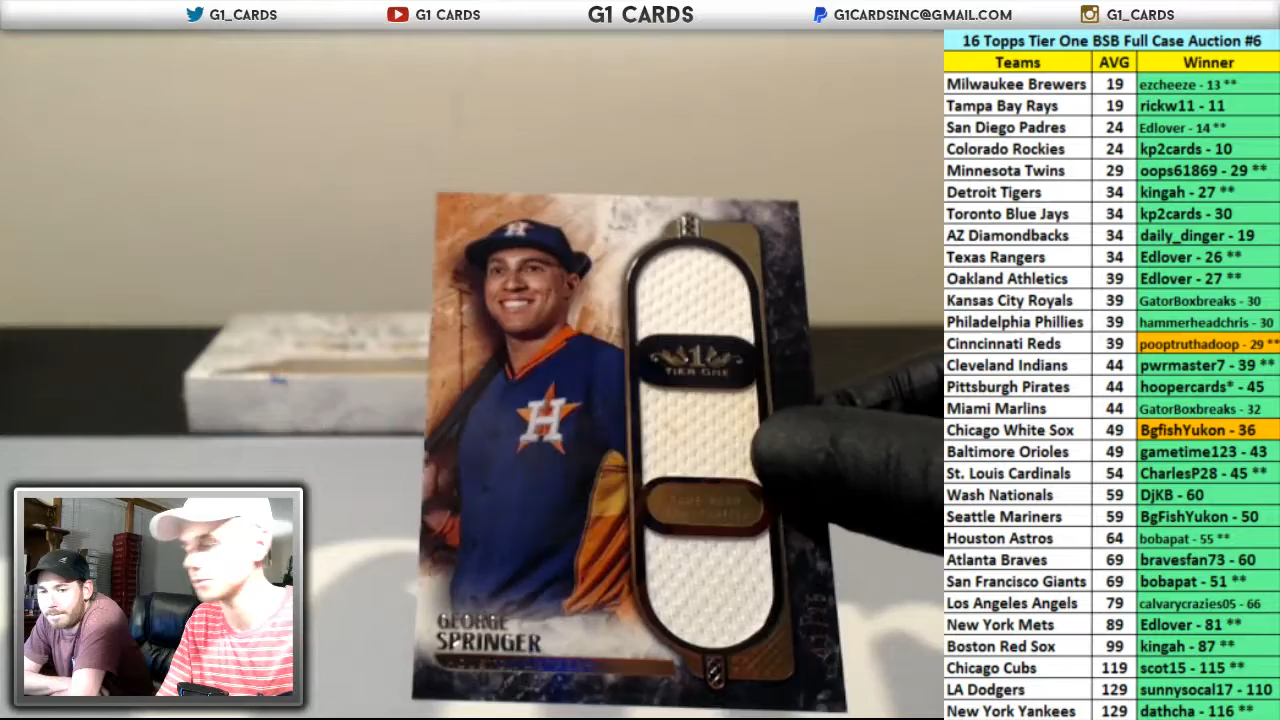 G1_CARDS
G1 CARDS
G1 CARDS
G1CARDSINC@GMAIL.COM
G1_CARDS
16 Topps Tier One BSB Full Case Auction #6
Teams AVG Winner
Milwaukee Brewers 19 ezcheeze - 13 **
Tampa Bay Rays 19 rickw11 - 11
San Diego Padres 24 Edlover - 14 **
Colorado Rockies 24 kp2cards - 10
Minnesota Twins 29 oops61869 - 29 **
Detroit Tigers 34 kingah - 27 **
Toronto Blue Jays 34 kp2cards - 30
AZ Diamondbacks 34 daily_dinger - 19
Texas Rangers 34 Edlover - 26 **
Oakland Athletics 39 Edlover - 27 **
Kansas City Royals 39 GatorBoxbreaks - 30
Philadelphia Phillies 39 hammerheadchris - 30
Cinncinnati Reds 39 pooptruthadoop - 29 **
Cleveland Indians 44 pwrmaster7 - 39 **
Pittsburgh Pirates 44 hoopercards* - 45
Miami Marlins 44 GatorBoxbreaks - 32
Chicago White Sox 49 BgfishYukon - 36
Baltimore Orioles 49 gametime123 - 43
St. Louis Cardinals 54 CharlesP28 - 45 **
Wash Nationals 59 DjKB - 60
Seattle Mariners 59 BgFishYukon - 50
Houston Astros 64 bobapat - 55 **
Atlanta Braves 69 bravesfan73 - 60
San Francisco Giants 69 bobapat - 51 **
Los Angeles Angels 79 calvarycrazies05 - 66
New York Mets 89 Edlover - 81 **
Boston Red Sox 99 kingah - 87 **
Chicago Cubs 119 scot15 - 115 **
LA Dodgers 129 sunnysocal17 - 110
New York Yankees 129 dathcha - 116 **
H
H
1
TIER ONE
GEORGE
SPRINGER